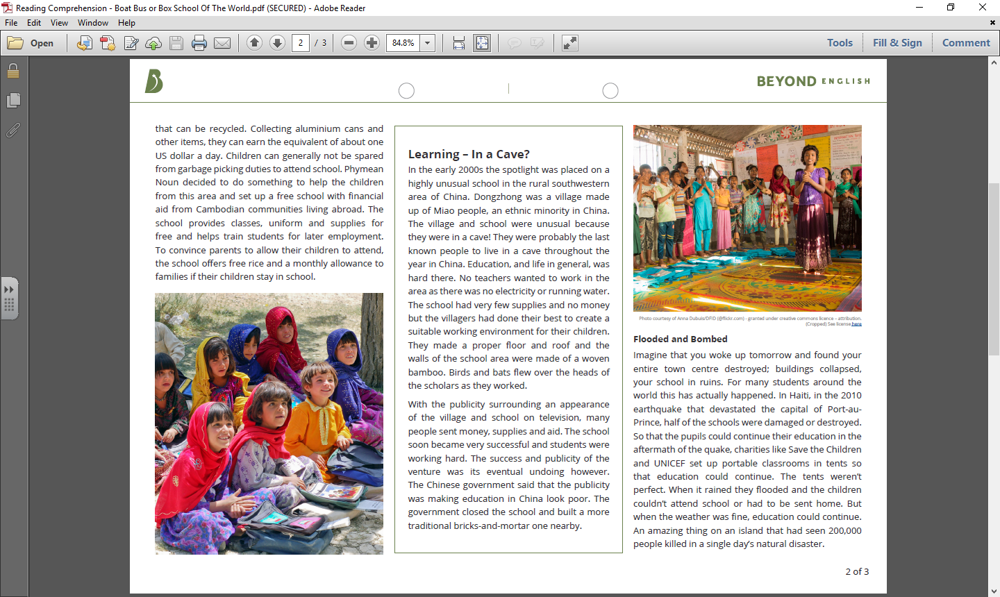 Reading Comprehension - Boat Bus or Box School Of The World.pdf (SECURED) - Adobe Reader
File Edit View Window Help
Open
2 / 3
84.8%
Tools Fill & Sign Comment
BEYOND ENGLISH
that can be recycled. Collecting aluminium cans and
other items, they can earn the equivalent of about one
US dollar a day. Children can generally not be spared
from garbage picking duties to attend school. Phymean
Noun decided to do something to help the children
from this area and set up a free school with financial
aid from Cambodian communities living abroad. The
school provides classes, uniform and supplies for
free and helps train students for later employment.
To convince parents to allow their children to attend,
the school offers free rice and a monthly allowance to
families if their children stay in school.
Learning – In a Cave?
In the early 2000s the spotlight was placed on a
highly unusual school in the rural southwestern
area of China. Dongzhong was a village made
up of Miao people, an ethnic minority in China.
The village and school were unusual because
they were in a cave! They were probably the last
known people to live in a cave throughout the
year in China. Education, and life in general, was
hard there. No teachers wanted to work in the
area as there was no electricity or running water.
The school had very few supplies and no money
but the villagers had done their best to create a
suitable working environment for their children.
They made a proper floor and roof and the
walls of the school area were made of a woven
bamboo. Birds and bats flew over the heads of
the scholars as they worked.
With the publicity surrounding an appearance
of the village and school on television, many
people sent money, supplies and aid. The school
soon became very successful and students were
working hard. The success and publicity of the
venture was its eventual undoing however.
The Chinese government said that the publicity
was making education in China look poor. The
government closed the school and built a more
traditional bricks-and-mortar one nearby.
Photo courtesy of Anna Dubuis/DFID (@flickr.com) - granted under creative commons licence – attribution.
(Cropped) See license here
Flooded and Bombed
Imagine that you woke up tomorrow and found your
entire town centre destroyed; buildings collapsed,
your school in ruins. For many students around the
world this has actually happened. In Haiti, in the 2010
earthquake that devastated the capital of Port-au-
Prince, half of the schools were damaged or destroyed.
So that the pupils could continue their education in the
aftermath of the quake, charities like Save the Children
and UNICEF set up portable classrooms in tents so
that education could continue. The tents weren't
perfect. When it rained they flooded and the children
couldn't attend school or had to be sent home. But
when the weather was fine, education could continue.
An amazing thing on an island that had seen 200,000
people killed in a single day's natural disaster.
2 of 3